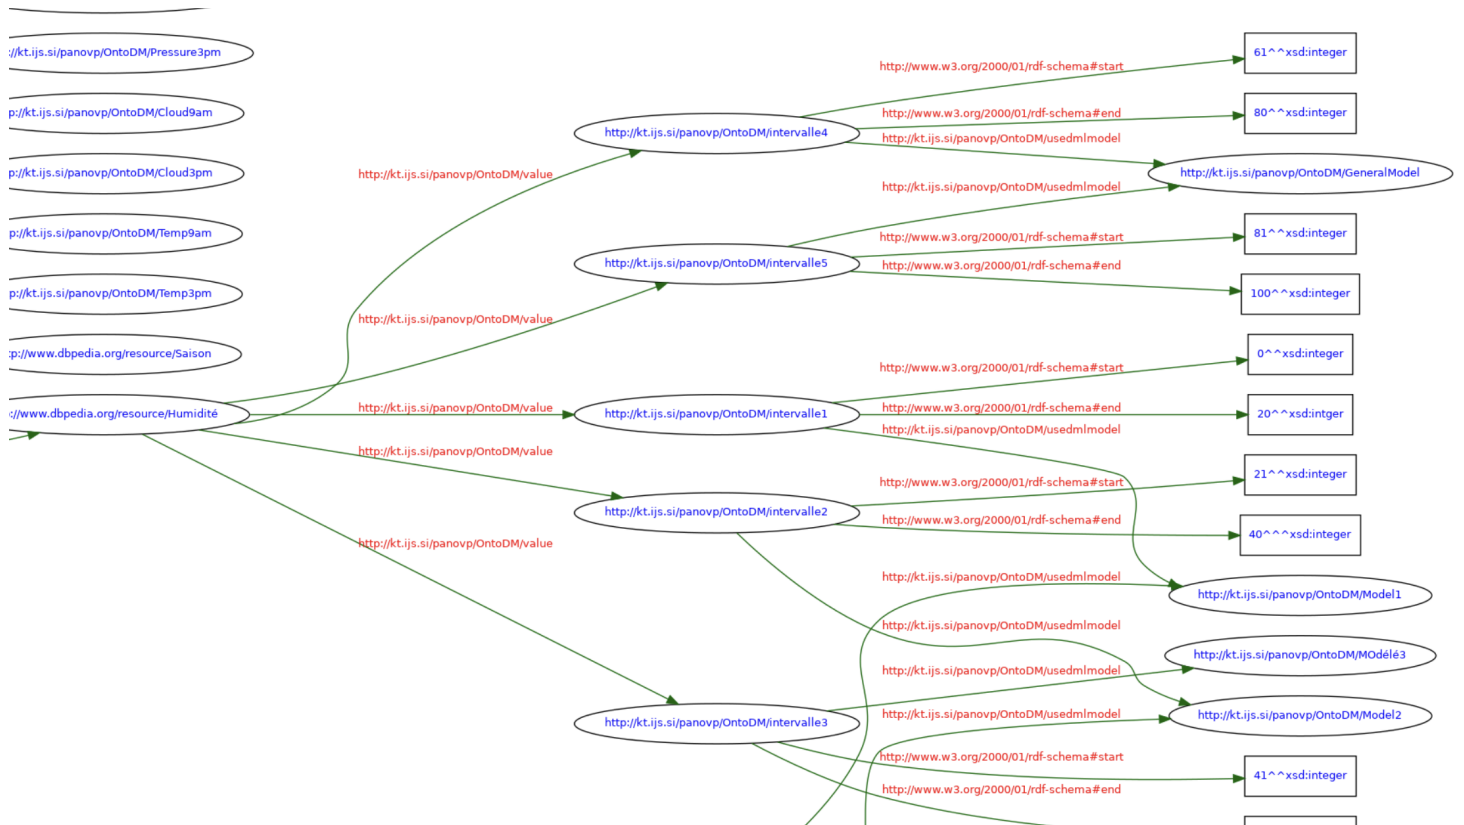 ://kt.ijs.si/panovp/OntoDM/Pressure3pm
p://kt.ijs.si/panovp/OntoDM/Cloud9am
p://kt.ijs.si/panovp/OntoDM/Cloud3pm
p://kt.ijs.si/panovp/OntoDM/Temp9am
p://kt.ijs.si/panovp/OntoDM/Temp3pm
tp://www.dbpedia.org/resource/Saison
://www.dbpedia.org/resource/Humidité
http://kt.ijs.si/panovp/OntoDM/value
http://kt.ijs.si/panovp/OntoDM/value
http://kt.ijs.si/panovp/OntoDM/value
http://kt.ijs.si/panovp/OntoDM/value
http://kt.ijs.si/panovp/OntoDM/value
http://kt.ijs.si/panovp/OntoDM/intervalle4
http://kt.ijs.si/panovp/OntoDM/intervalle5
http://kt.ijs.si/panovp/OntoDM/intervalle1
http://kt.ijs.si/panovp/OntoDM/intervalle2
http://kt.ijs.si/panovp/OntoDM/intervalle3
http://www.w3.org/2000/01/rdf-schema#start
http://www.w3.org/2000/01/rdf-schema#end
http://kt.ijs.si/panovp/OntoDM/usedmlmodel
http://kt.ijs.si/panovp/OntoDM/usedmlmodel
http://www.w3.org/2000/01/rdf-schema#start
http://www.w3.org/2000/01/rdf-schema#end
http://www.w3.org/2000/01/rdf-schema#start
http://www.w3.org/2000/01/rdf-schema#end
http://kt.ijs.si/panovp/OntoDM/usedmlmodel
http://www.w3.org/2000/01/rdf-schema#start
http://www.w3.org/2000/01/rdf-schema#end
http://kt.ijs.si/panovp/OntoDM/usedmlmodel
http://kt.ijs.si/panovp/OntoDM/usedmlmodel
http://kt.ijs.si/panovp/OntoDM/usedmlmodel
http://kt.ijs.si/panovp/OntoDM/usedmlmodel
http://www.w3.org/2000/01/rdf-schema#start
http://www.w3.org/2000/01/rdf-schema#end
61^^xsd:integer
80^^xsd:integer
http://kt.ijs.si/panovp/OntoDM/GeneralModel
81^^xsd:integer
100^^xsd:integer
0^^xsd:integer
20^^xsd:intger
21^^xsd:integer
40^^^xsd:integer
http://kt.ijs.si/panovp/OntoDM/Model1
http://kt.ijs.si/panovp/OntoDM/MOdélé3
http://kt.ijs.si/panovp/OntoDM/Model2
41^^xsd:integer